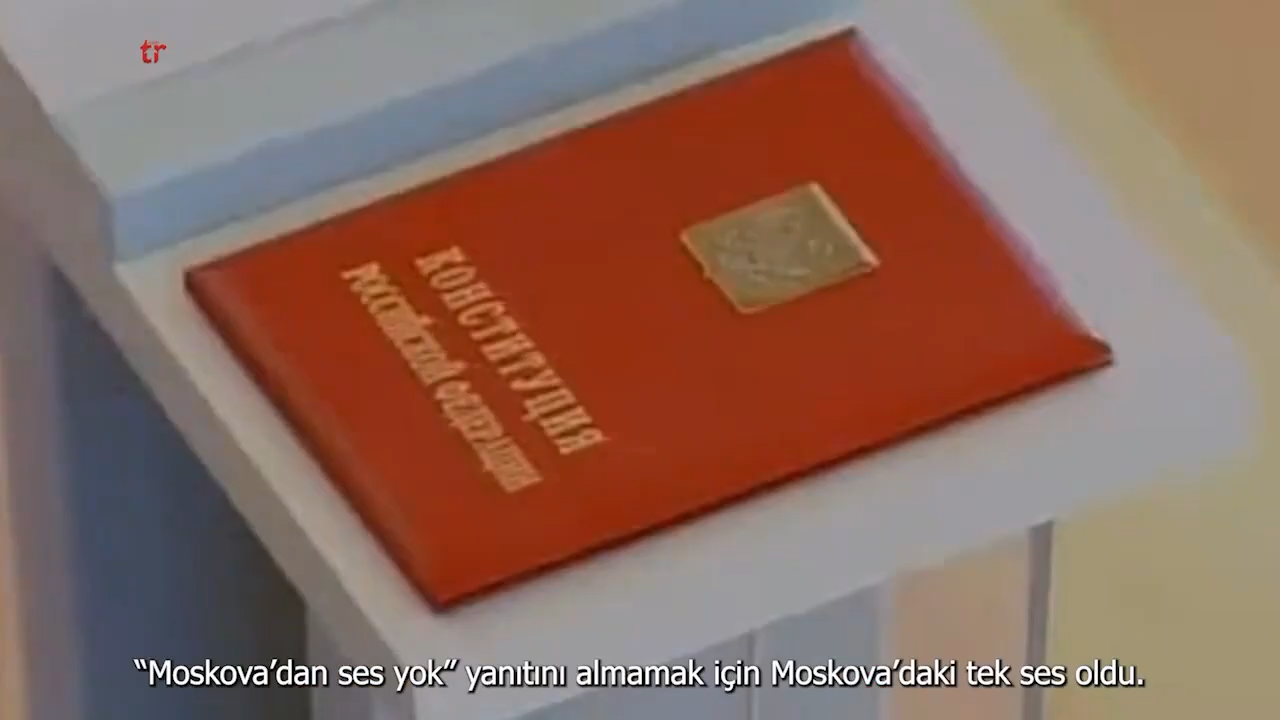 tr
КОНСТИТУЦИЯ
РОССИЙСКОЙ ФЕДЕРАЦИИ
“Moskova’dan ses yok” yanıtını almamak için Moskova’daki tek ses oldu.